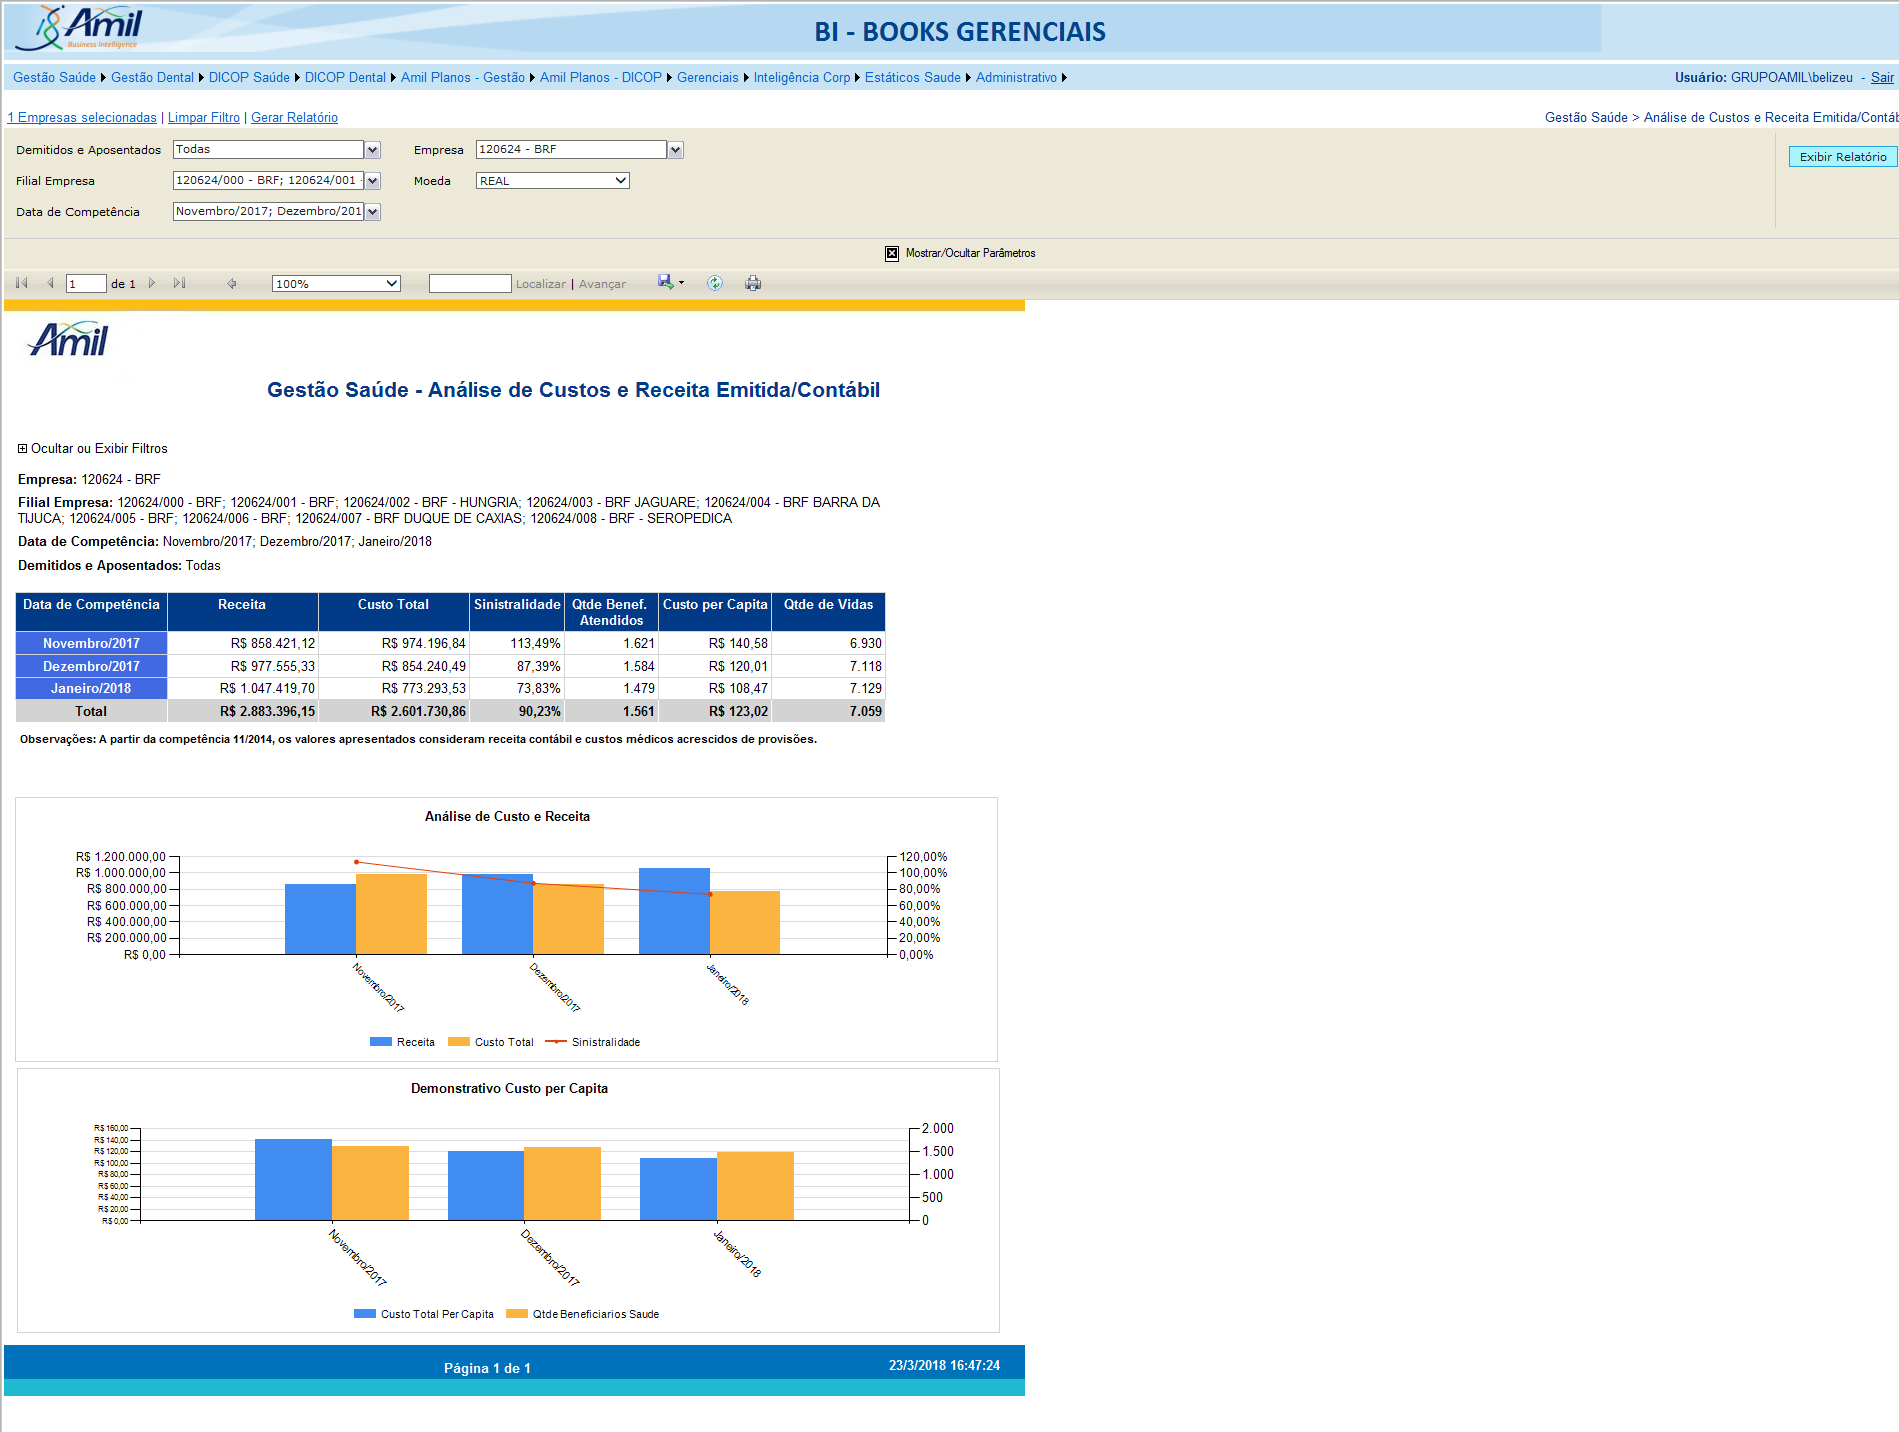 Amil
Business Intelligence
BI - BOOKS GERENCIAIS
Gestão Saúde Gestão Dental DICOP Saúde DICOP Dental Amil Planos - Gestão Amil Planos - DICOP Gerenciais Inteligência Corp Estáticos Saude Administrativo Usuário: GRUPOAMIL\belizeu - Sair
1 Empresas selecionadas | Limpar Filtro | Gerar Relatório Gestão Saúde > Análise de Custos e Receita Emitida/Contáb
Demitidos e Aposentados Todas Empresa 120624 - BRF Exibir Relatório
Filial Empresa 120624/000 - BRF; 120624/001 - Moeda REAL
Data de Competência Novembro/2017; Dezembro/201
Mostrar/Ocultar Parâmetros
1 de 1 100% Localizar | Avançar
Amil
Gestão Saúde - Análise de Custos e Receita Emitida/Contábil
Ocultar ou Exibir Filtros
Empresa: 120624 - BRF
Filial Empresa: 120624/000 - BRF; 120624/001 - BRF; 120624/002 - BRF - HUNGRIA; 120624/003 - BRF JAGUARE; 120624/004 - BRF BARRA DA
TIJUCA; 120624/005 - BRF; 120624/006 - BRF; 120624/007 - BRF DUQUE DE CAXIAS; 120624/008 - BRF - SEROPEDICA
Data de Competência: Novembro/2017; Dezembro/2017; Janeiro/2018
Demitidos e Aposentados: Todas
Data de Competência Receita Custo Total Sinistralidade Qtde Benef. Atendidos Custo per Capita Qtde de Vidas
Novembro/2017 R$ 858.421,12 R$ 974.196,84 113,49% 1.621 R$ 140,58 6.930
Dezembro/2017 R$ 977.555,33 R$ 854.240,49 87,39% 1.584 R$ 120,01 7.118
Janeiro/2018 R$ 1.047.419,70 R$ 773.293,53 73,83% 1.479 R$ 108,47 7.129
Total R$ 2.883.396,15 R$ 2.601.730,86 90,23% 1.561 R$ 123,02 7.059
Observações: A partir da competência 11/2014, os valores apresentados consideram receita contábil e custos médicos acrescidos de provisões.
Análise de Custo e Receita
R$ 1.200.000,00 120,00%
R$ 1.000.000,00 100,00%
R$ 800.000,00 80,00%
R$ 600.000,00 60,00%
R$ 400.000,00 40,00%
R$ 200.000,00 20,00%
R$ 0,00 0,00%
Novembro/2017 Dezembro/2017 Janeiro/2018
Receita Custo Total Sinistralidade
Demonstrativo Custo per Capita
R$ 160,00 2.000
R$ 140,00
R$ 120,00 1.500
R$ 100,00
R$ 80,00 1.000
R$ 60,00
R$ 40,00 500
R$ 20,00
R$ 0,00 0
Novembro/2017 Dezembro/2017 Janeiro/2018
Custo Total Per Capita Qtde Beneficiarios Saude
Página 1 de 1 23/3/2018 16:47:24